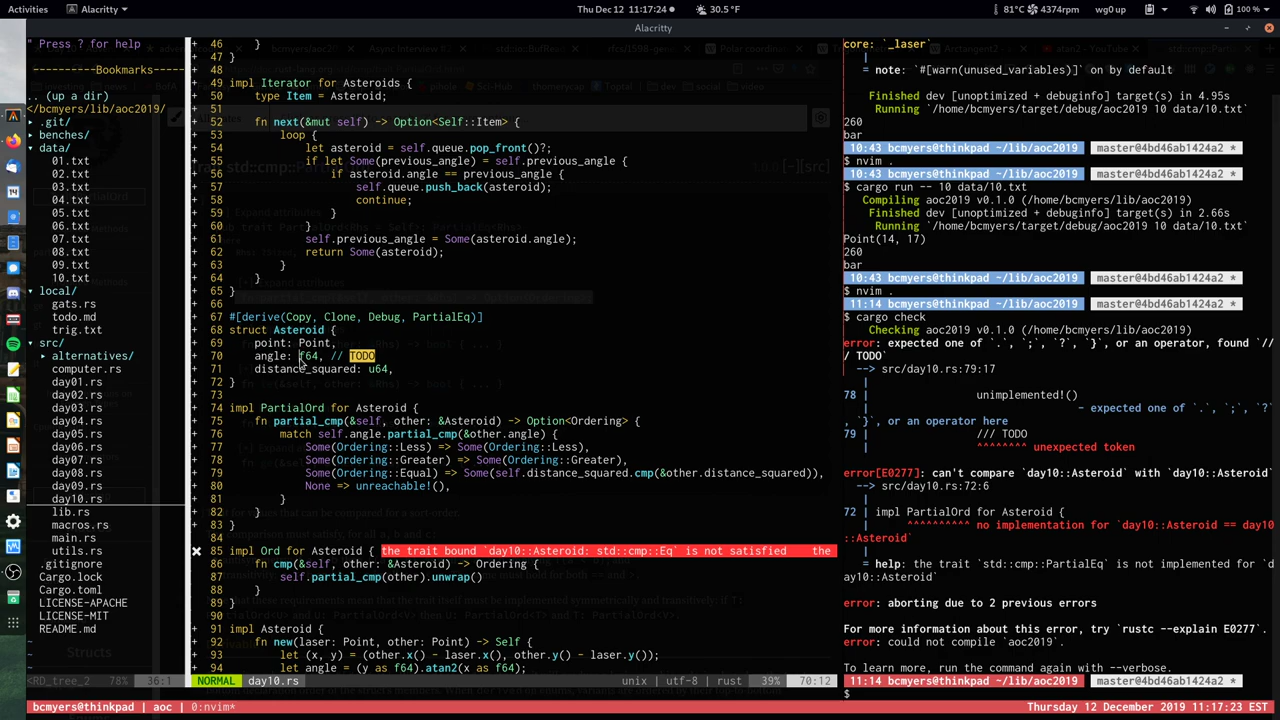 Activities
Alacritty
Thu Dec 12 11:17:24
30.5 °F
81°C
4374rpm
wg0 up
100 %
Alacritty
" Press ? for help
----------Bookmarks-----
.. (up a dir)
</bcmyers/lib/aoc2019/
▸ .git/
▸ benches/
▾ data/
01.txt
02.txt
03.txt
04.txt
05.txt
06.txt
07.txt
08.txt
09.txt
10.txt
▾ local/
gats.rs
todo.md
trig.txt
▾ src/
▸ alternatives/
computer.rs
day01.rs
day02.rs
day03.rs
day04.rs
day05.rs
day06.rs
day07.rs
day08.rs
day09.rs
day10.rs
lib.rs
macros.rs
main.rs
utils.rs
.gitignore
Cargo.lock
Cargo.toml
LICENSE-APACHE
LICENSE-MIT
README.md
~
~
~
<RD_tree_2 78% 36:1
+ 46 }
+ 47 }
+ 48
+ 49 impl Iterator for Asteroids {
+ 50 type Item = Asteroid;
+ 51
+ 52 fn next(&mut self) -> Option<Self::Item> {
+ 53 loop {
+ 54 let asteroid = self.queue.pop_front()?;
+ 55 if let Some(previous_angle) = self.previous_angle {
+ 56 if asteroid.angle == previous_angle {
+ 57 self.queue.push_back(asteroid);
+ 58 continue;
+ 59 }
+ 60 }
+ 61 self.previous_angle = Some(asteroid.angle);
+ 62 return Some(asteroid);
+ 63 }
+ 64 }
+ 65 }
+ 66
+ 67 #[derive(Copy, Clone, Debug, PartialEq)]
+ 68 struct Asteroid {
+ 69 point: Point,
+ 70 angle: f64, // TODO
+ 71 distance_squared: u64,
+ 72 }
+ 73
+ 74 impl PartialOrd for Asteroid {
+ 75 fn partial_cmp(&self, other: &Asteroid) -> Option<Ordering> {
+ 76 match self.angle.partial_cmp(&other.angle) {
+ 77 Some(Ordering::Less) => Some(Ordering::Less),
+ 78 Some(Ordering::Greater) => Some(Ordering::Greater),
+ 79 Some(Ordering::Equal) => Some(self.distance_squared.cmp(&other.distance_squared)),
+ 80 None => unreachable!(),
+ 81 }
+ 82 }
+ 83 }
+ 84
✖ 85 impl Ord for Asteroid { the trait bound `day10::Asteroid: std::cmp::Eq` is not satisfied the
+ 86 fn cmp(&self, other: &Asteroid) -> Ordering {
+ 87 self.partial_cmp(other).unwrap()
+ 88 }
+ 89 }
+ 90
+ 91 impl Asteroid {
+ 92 fn new(laser: Point, other: Point) -> Self {
+ 93 let (x, y) = (other.x() - laser.x(), other.y() - laser.y());
+ 94 let angle = (y as f64).atan2(x as f64);
NORMAL day10.rs unix | utf-8 | rust 39% 70:12
core: `_laser`
|
= note: `#[warn(unused_variables)]` on by default
Finished dev [unoptimized + debuginfo] target(s) in 4.95s
Running `/home/bcmyers/target/debug/aoc2019 10 data/10.txt`
260
bar
10:43 bcmyers@thinkpad ~/lib/aoc2019 master@4bd46ab1424a2 *
$ nvim .
10:43 bcmyers@thinkpad ~/lib/aoc2019 master@4bd46ab1424a2 *
$ cargo run -- 10 data/10.txt
Compiling aoc2019 v0.1.0 (/home/bcmyers/lib/aoc2019)
Finished dev [unoptimized + debuginfo] target(s) in 2.66s
Running `/home/bcmyers/target/debug/aoc2019 10 data/10.txt`
Point(14, 17)
260
bar
10:43 bcmyers@thinkpad ~/lib/aoc2019 master@4bd46ab1424a2 *
$ nvim .
11:14 bcmyers@thinkpad ~/lib/aoc2019 master@4bd46ab1424a2 *
$ cargo check
Checking aoc2019 v0.1.0 (/home/bcmyers/lib/aoc2019)
error: expected one of `.`, `;`, `?`, `}`, or an operator, found `//
/ TODO`
--> src/day10.rs:79:17
|
78 | unimplemented!()
| - expected one of `.`, `;`, `?
`, `}`, or an operator here
79 | /// TODO
| ^^^^^^^^ unexpected token
error[E0277]: can't compare `day10::Asteroid` with `day10::Asteroid`
--> src/day10.rs:72:6
|
72 | impl PartialOrd for Asteroid {
| ^^^^^^^^^^ no implementation for `day10::Asteroid == day10
::Asteroid`
|
= help: the trait `std::cmp::PartialEq` is not implemented for `d
ay10::Asteroid`
error: aborting due to 2 previous errors
For more information about this error, try `rustc --explain E0277`.
error: could not compile `aoc2019`.
To learn more, run the command again with --verbose.
11:14 bcmyers@thinkpad ~/lib/aoc2019 master@4bd46ab1424a2 *
$
bcmyers@thinkpad | aoc | 0:nvim*
Thursday 12 December 2019 11:17:23 EST